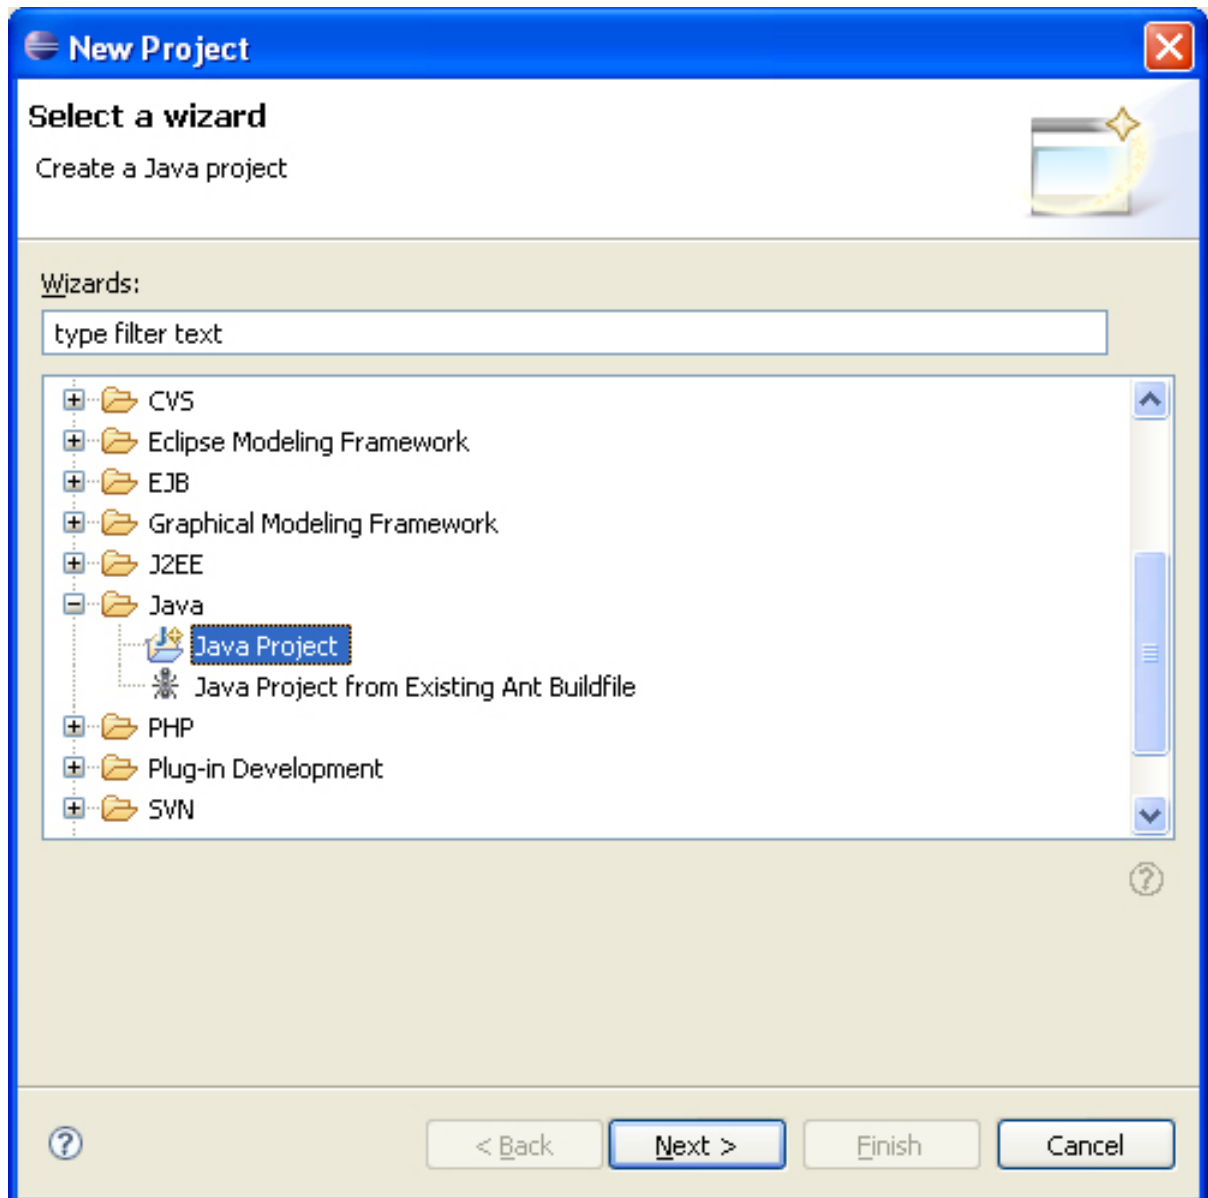 New Project
Select a wizard
Create a Java project
Wizards:
type filter text
CVS
Eclipse Modeling Framework
EJB
Graphical Modeling Framework
J2EE
Java
Java Project
Java Project from Existing Ant Buildfile
PHP
Plug-in Development
SVN
< Back Next > Finish Cancel